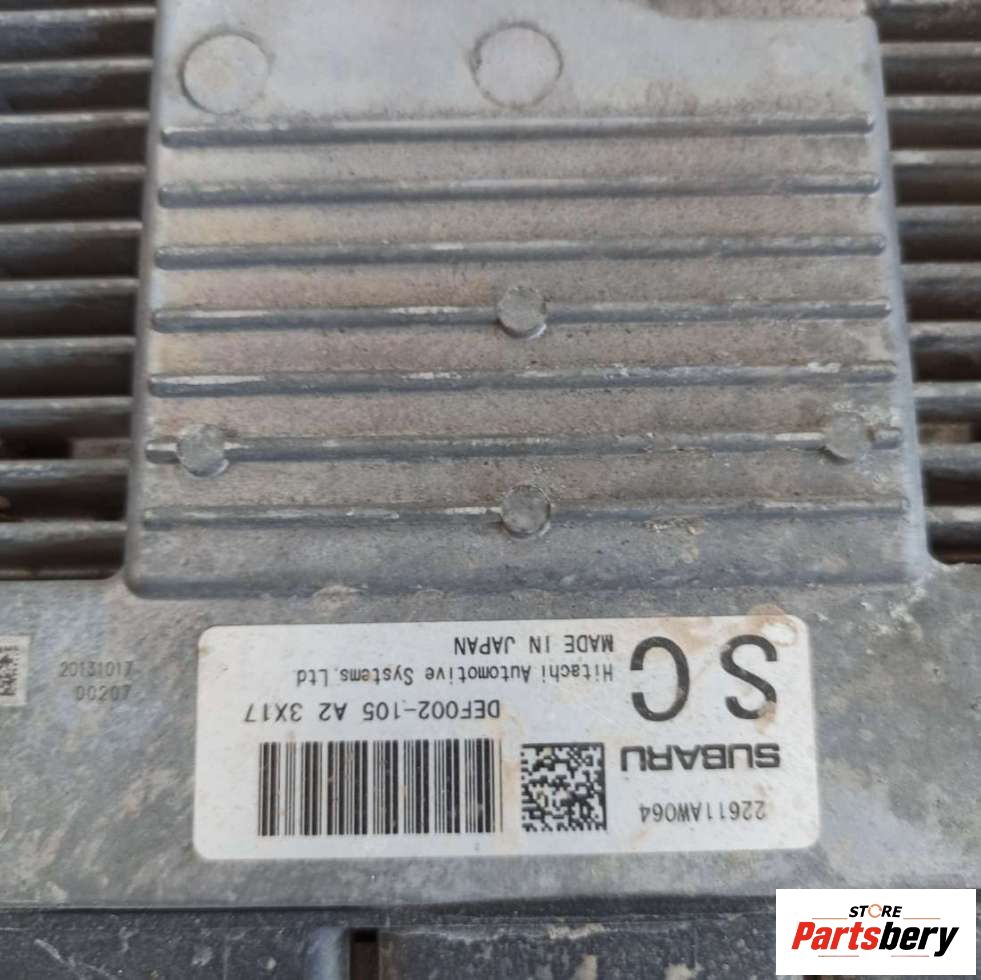 22611AW064
SUBARU
SC
DEF002-105 A2 3X17
Hitachi Automotive Systems,Ltd
MADE IN JAPAN
20131017
00207
STORE
Partsbery